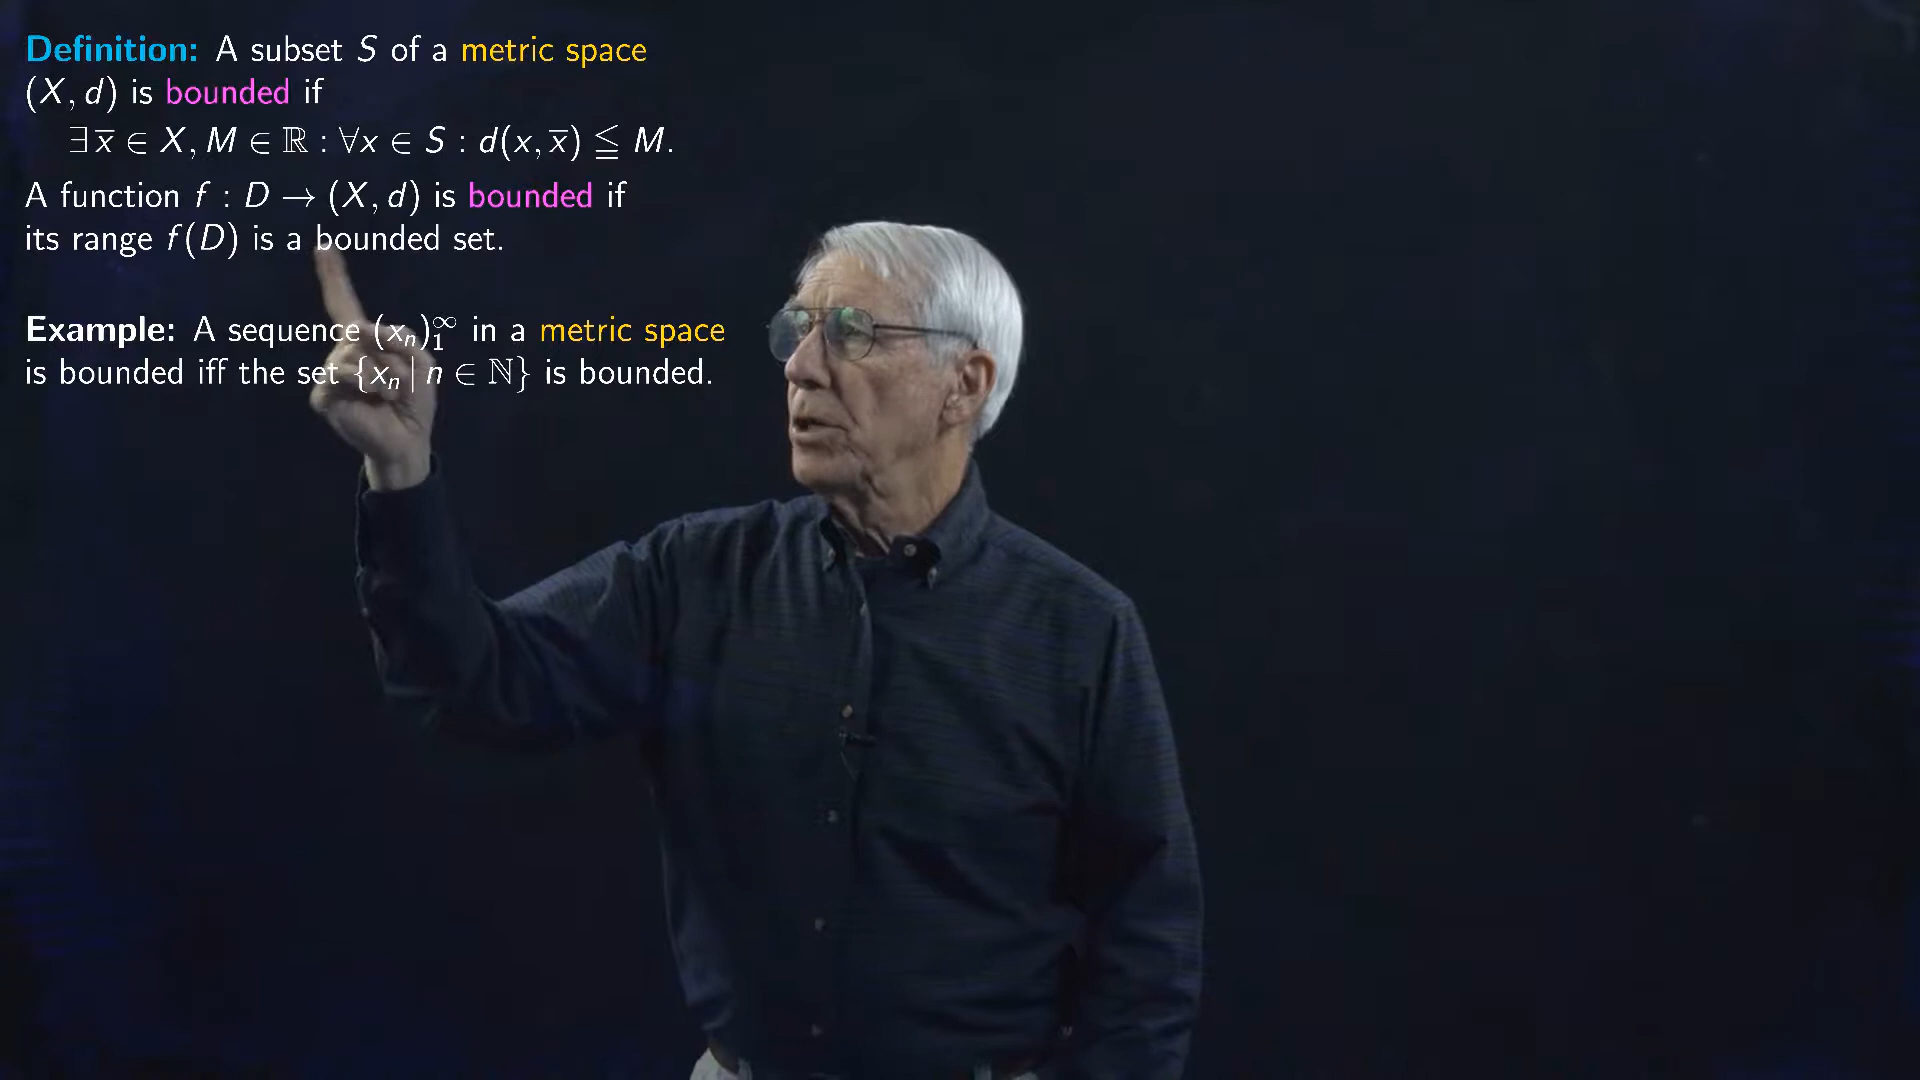 Definition: A subset S of a metric space
(X, d) is bounded if
∃x̅ ∈ X, M ∈ ℝ : ∀x ∈ S : d(x, x̅) ≦ M.
A function f : D → (X, d) is bounded if
its range f(D) is a bounded set.
Example: A sequence (xₙ)₁^∞ in a metric space
is bounded iff the set {xₙ | n ∈ ℕ} is bounded.